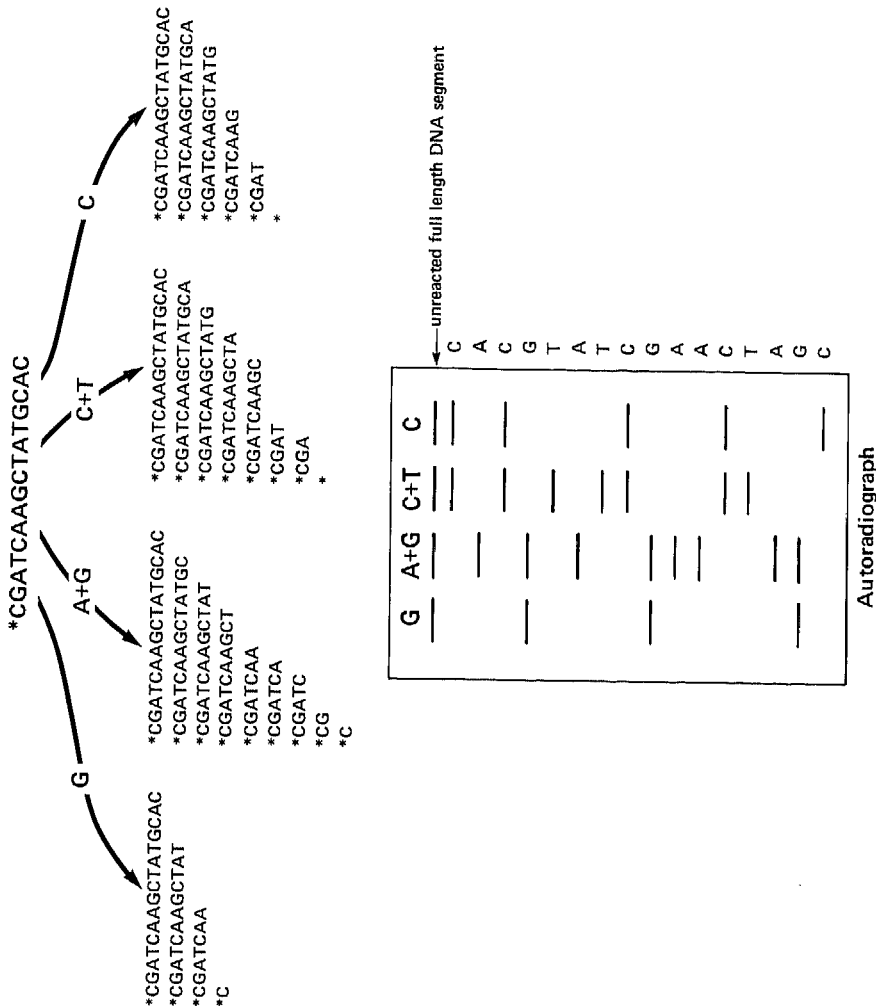 *CGATCAAGCTATGCAC
G
A+G
C+T
C
*CGATCAAGCTATGCAC
*CGATCAAGCTAT
*CGATCAA
*C
*CGATCAAGCTATGCAC
*CGATCAAGCTATGC
*CGATCAAGCTAT
*CGATCAAGCT
*CGATCAA
*CGATCA
*CGATC
*CG
*C
*CGATCAAGCTATGCAC
*CGATCAAGCTATGCA
*CGATCAAGCTATG
*CGATCAAGCTA
*CGATCAAGC
*CGAT
*CGA
*
*CGATCAAGCTATGCAC
*CGATCAAGCTATGCA
*CGATCAAGCTATG
*CGATCAAG
*CGAT
*
G A+G C+T C
unreacted full length DNA segment
C
A
C
G
T
A
T
C
G
A
A
C
T
A
G
C
Autoradiograph